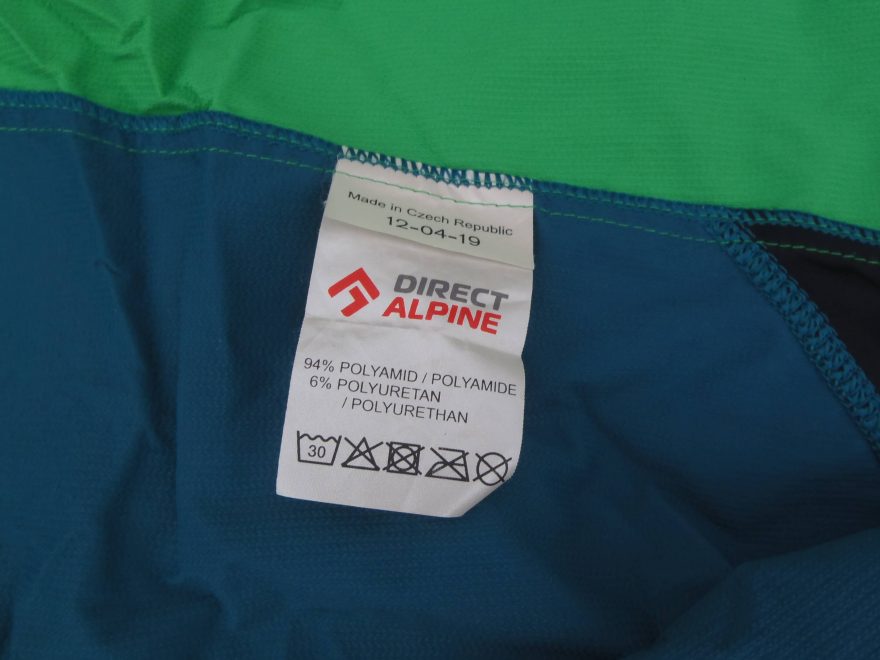 Made in Czech Republic
12-04-19
DIRECT
ALPINE
94% POLYAMID / POLYAMIDE
6% POLYURETAN
/ POLYURETHAN
30